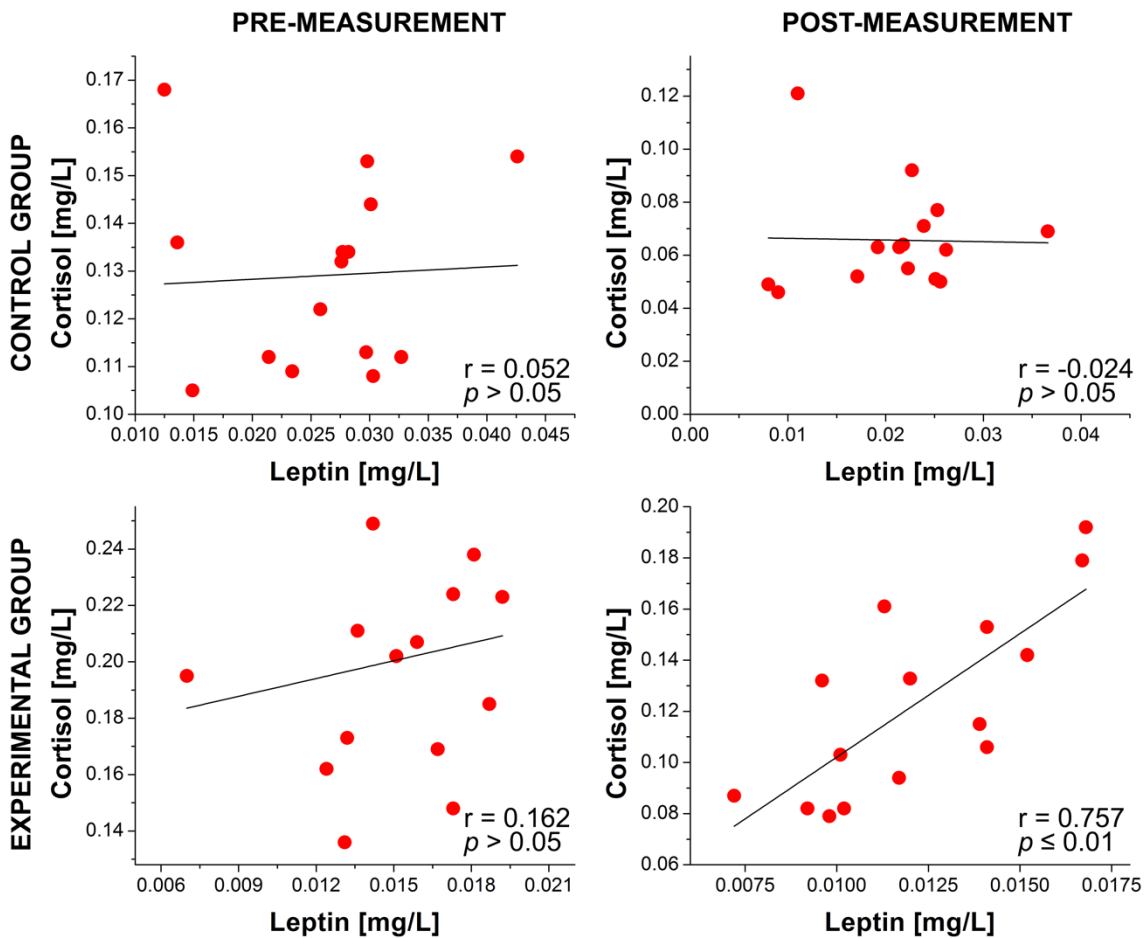 PRE-MEASUREMENT
POST-MEASUREMENT
CONTROL GROUP
Cortisol [mg/L]
0.17
0.16
0.15
0.14
0.13
0.12
0.11
0.10
0.010 0.015 0.020 0.025 0.030 0.035 0.040 0.045
Leptin [mg/L]
r = 0.052
p > 0.05
Cortisol [mg/L]
0.12
0.10
0.08
0.06
0.04
0.02
0.00
0.00 0.01 0.02 0.03 0.04
Leptin [mg/L]
r = -0.024
p > 0.05
EXPERIMENTAL GROUP
Cortisol [mg/L]
0.24
0.22
0.20
0.18
0.16
0.14
0.006 0.009 0.012 0.015 0.018 0.021
Leptin [mg/L]
r = 0.162
p > 0.05
Cortisol [mg/L]
0.20
0.18
0.16
0.14
0.12
0.10
0.08
0.06
0.0075 0.0100 0.0125 0.0150 0.0175
Leptin [mg/L]
r = 0.757
p ≤ 0.01